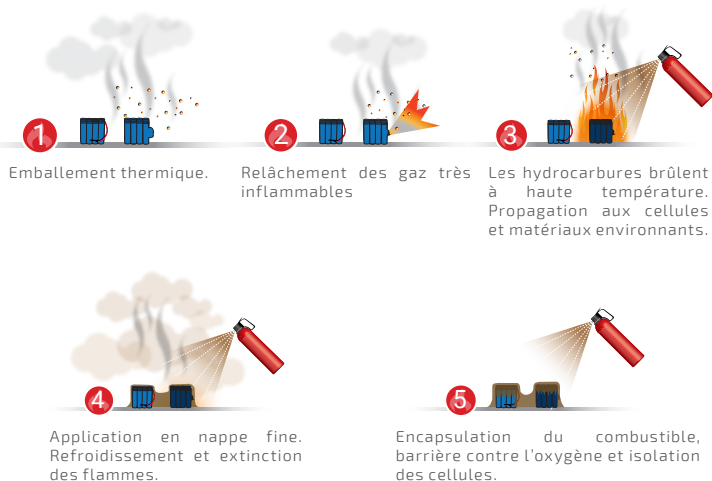 1
Emballement thermique.
2
Relâchement des gaz très
inflammables
3
Les hydrocarbures brûlent
à haute température.
Propagation aux cellules
et matériaux environnants.
4
Application en nappe fine.
Refroidissement et extinction
des flammes.
5
Encapsulation du combustible,
barrière contre l'oxygène et isolation
des cellules.